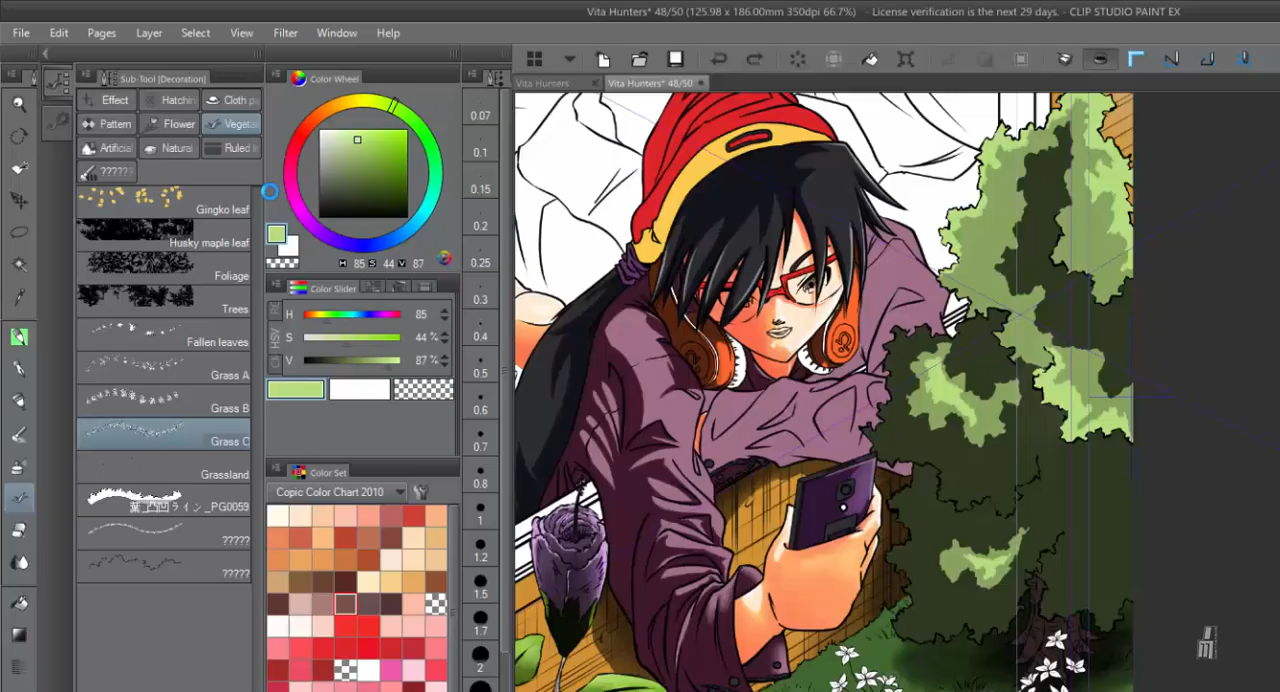 Vita Hunters* 48/50 (125.98 x 186.00mm 350dpi 66.7%) - License verification is the next 29 days. - CLIP STUDIO PAINT EX
File Edit Pages Layer Select View Filter Window Help
Sub-Tool [Decoration]
Color Wheel
Vita Hunters
Vita Hunters* 48/50
Effect Hatchin Cloth pa
Pattern Flower Vegeta
Artificia Natural Ruled li
?????
Gingko leaf
Husky maple leaf
Foliage
Trees
Fallen leaves
Grass A
Grass B
Grass C
Grassland
葉_凸凹ライン_PG0059
?????
?????
H 85 S 44 V 87
Color Slider
H 85
S 44 %
V 87 %
HSV
Color Set
Copic Color Chart 2010
0.07
0.1
0.15
0.2
0.25
0.3
0.4
0.5
0.6
0.7
0.8
1
1.2
1.5
1.7
2